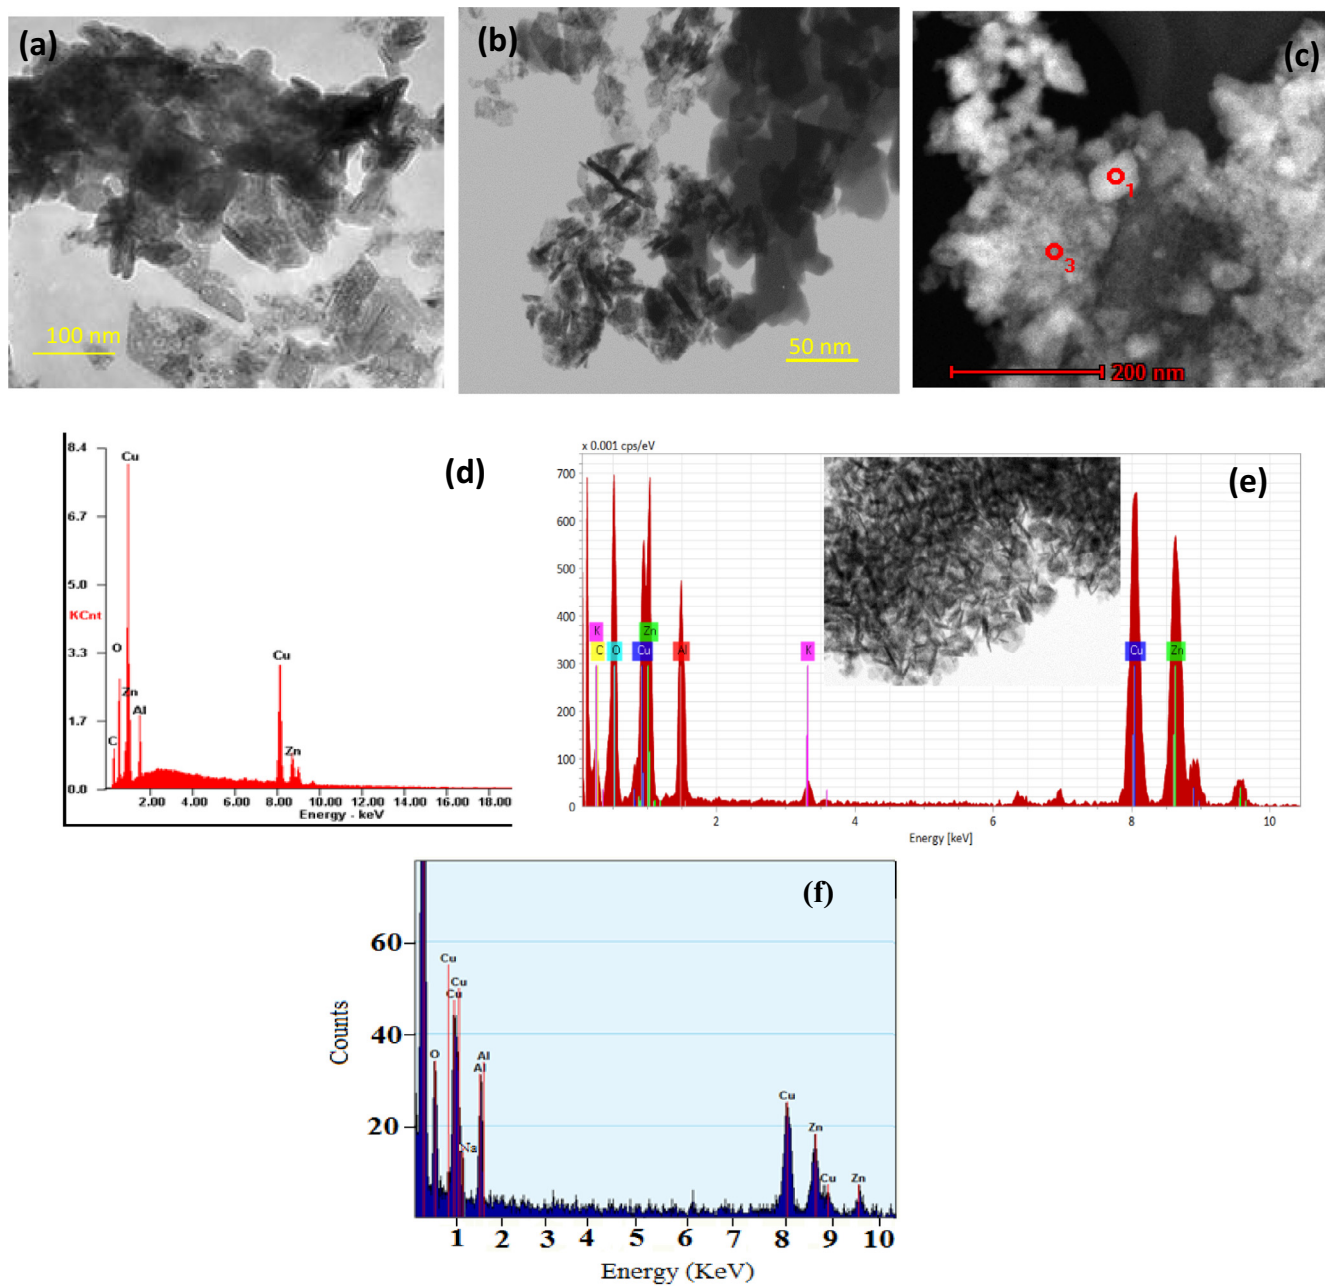 (a)
100 nm
(b)
50 nm
(c)
1
3
200 nm
(d)
8.4
6.7
5.0
KCnt
3.3
1.7
0.0
Cu
O
Zn
Al
C
Cu
Zn
2.00 4.00 6.00 8.00 10.00 12.00 14.00 16.00 18.00
Energy - keV
(e)
x 0.001 cps/eV
700
600
500
400
300
200
100
0
K
C
O
Cu
Zn
Al
K
Cu
Zn
2 4 6 8 10
Energy [keV]
(f)
60
40
20
Counts
O
Cu
Cu
Cu
Na
Al
Al
Cu
Zn
Cu
Zn
1 2 3 4 5 6 7 8 9 10
Energy (KeV)